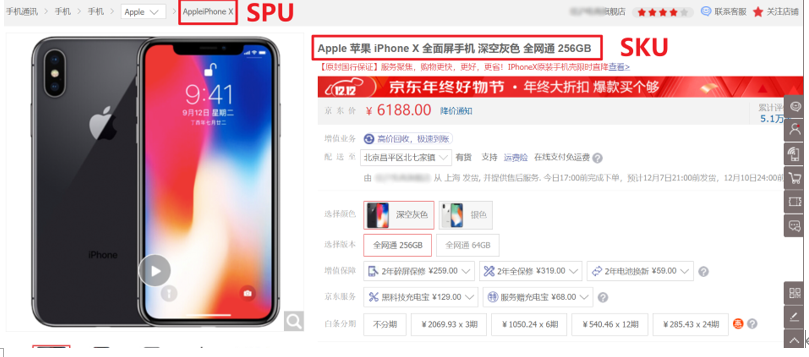 手机通讯 > 手机 > 手机 > Apple > AppleiPhone X
SPU
旗舰店
联系客服
关注店铺
Apple 苹果 iPhone X 全面屏手机 深空灰色 全网通 256GB
SKU
【原封国行保证】服务聚焦，购物更快，更好，更省！IPhoneX原装手机壳限时直降查看>
12.12 京东年终好物节 · 年终大折扣 爆款买个够
京 东 价 ¥ 6188.00 降价通知
累计评
5.1万
增值业务 高价回收，极速到账
配 送 至 北京昌平区北七家镇 有货 支持 运费险 在线支付免运费
由 从 上海 发货, 并提供售后服务. 今日17:00前完成下单，预计12月7日21:00前发货，12月10日24:00前
选择颜色 深空灰色 银色
选择版本 全网通 256GB 全网通 64GB
增值保障 2年碎屏保修 ¥259.00 2年全保修 ¥319.00 2年电池换新 ¥59.00
京东服务 黑科技充电宝 ¥129.00 服务赠充电宝 ¥68.00
白条分期 不分期 ¥2069.93 x 3期 ¥1050.24 x 6期 ¥540.46 x 12期 ¥285.43 x 24期
9:41
9月12日 星期二
iPhone